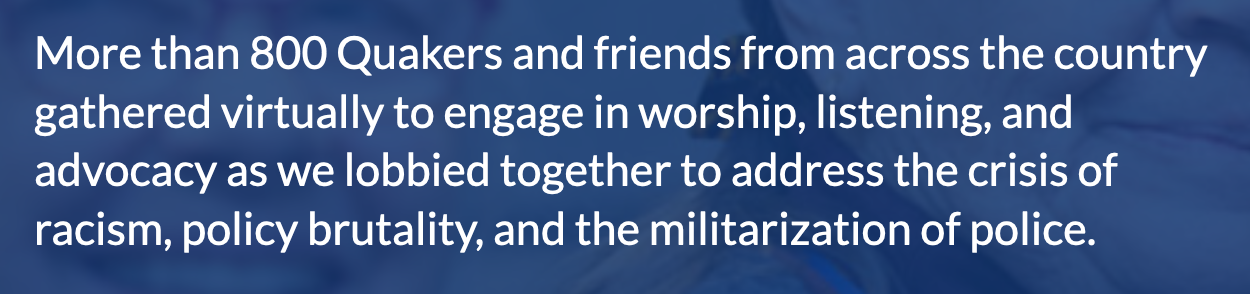 More than 800 Quakers and friends from across the country
gathered virtually to engage in worship, listening, and
advocacy as we lobbied together to address the crisis of
racism, policy brutality, and the militarization of police.